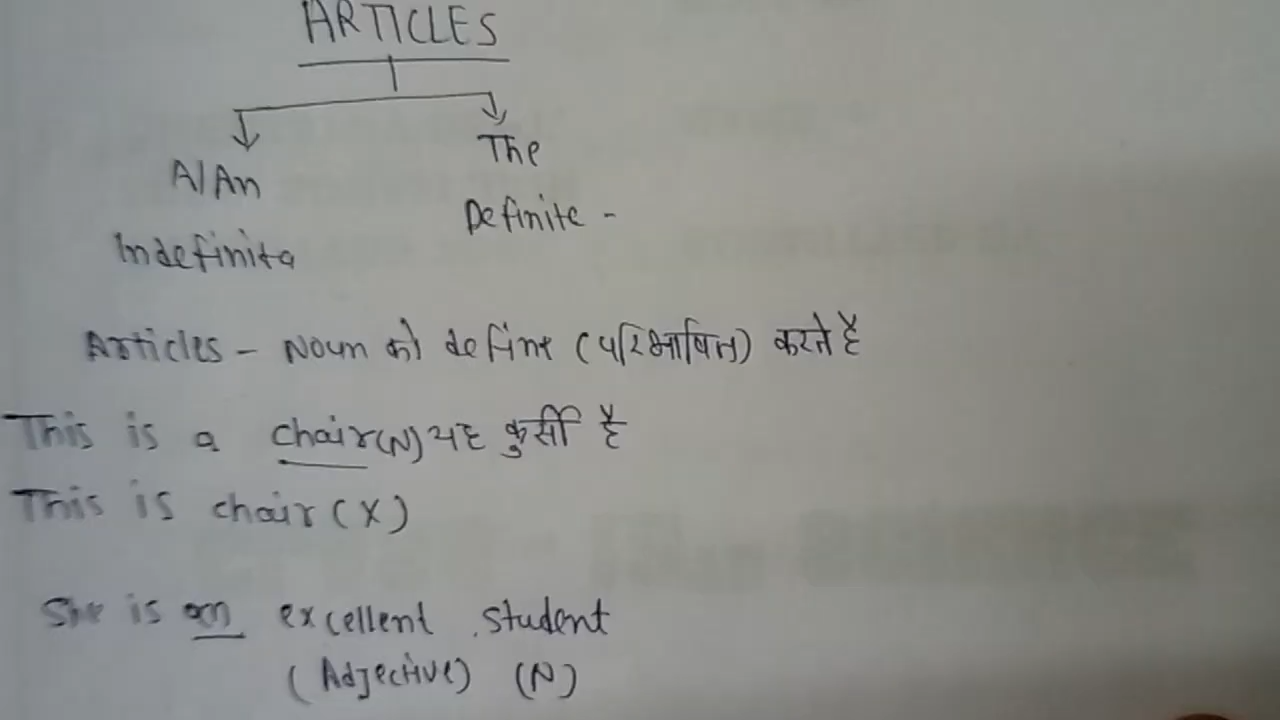 ARTICLES
A/An
The
Indefinite
Definite -
Articles - Noun को define (परिभाषित) करते है
This is a chair(N) यह कुर्सी है
This is chair (X)
She is an excellent student
(Adjective) (N)